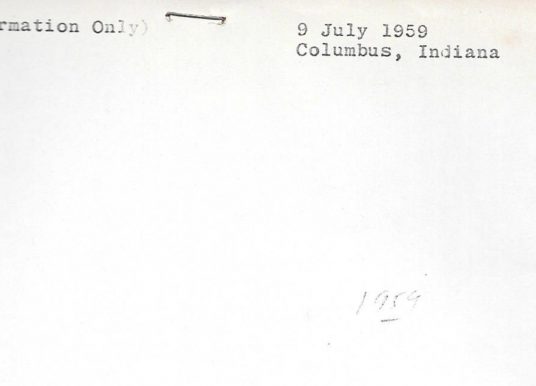 rmation Only)
9 July 1959
Columbus, Indiana
1959